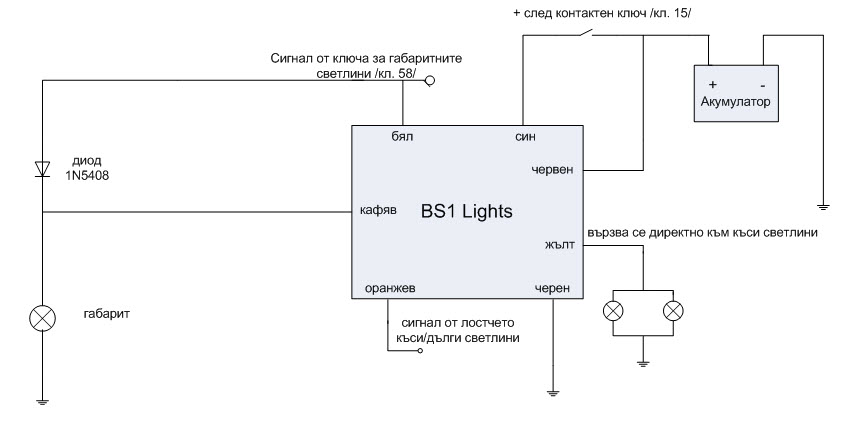 + след контактен ключ /кл. 15/
Сигнал от ключа за габаритните
светлини /кл. 58/
+ -
Акумулатор
бял
син
диод
1N5408
червен
кафяв
BS1 Lights
вързва се директно към къси светлини
жълт
оранжев
черен
габарит
сигнал от лостчето
къси/дълги светлини